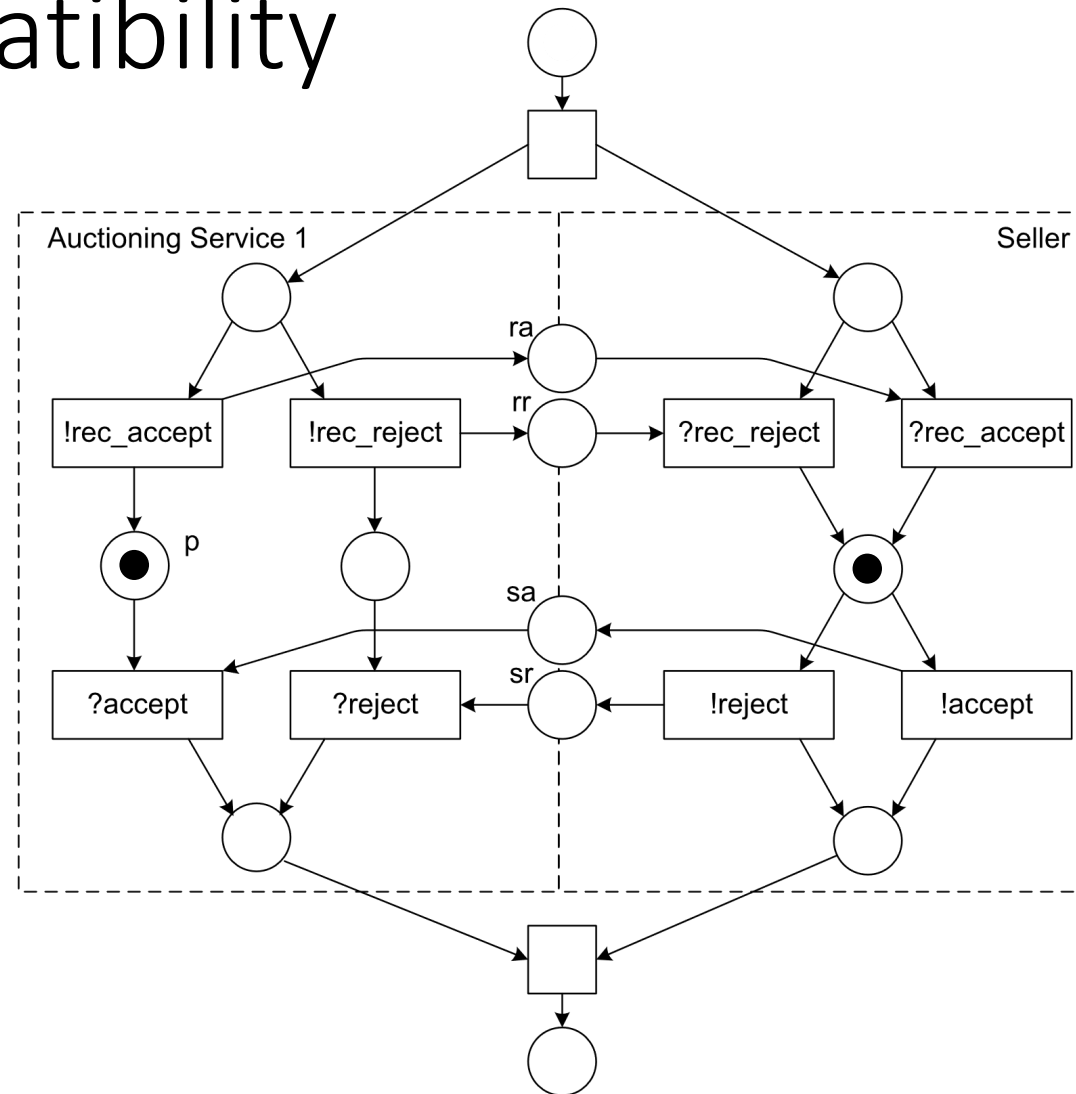 atibility
Auctioning Service 1
Seller
ra
rr
!rec_accept
!rec_reject
?rec_reject
?rec_accept
p
sa
sr
?accept
?reject
!reject
!accept